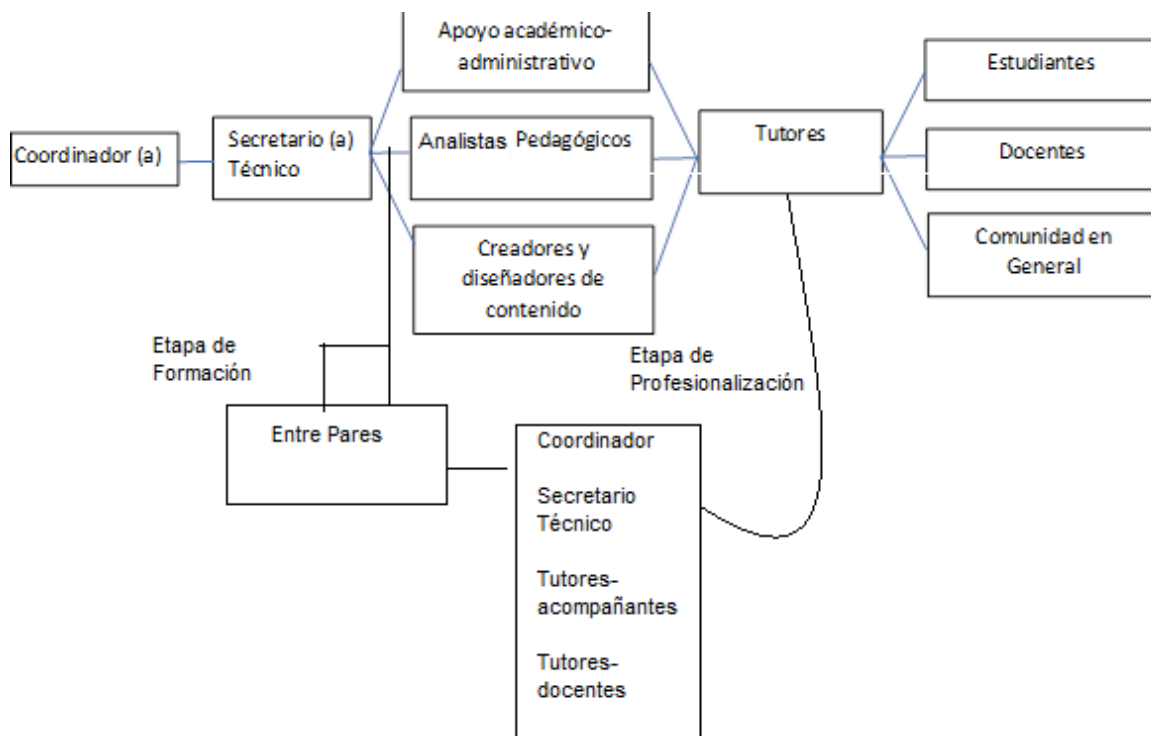 Apoyo académico-
administrativo
Estudiantes
Coordinador (a)
Secretario (a)
Técnico
Analistas Pedagógicos
Tutores
Docentes
Creadores y
diseñadores de
contenido
Comunidad en
General
Etapa de
Formación
Etapa de
Profesionalización
Entre Pares
Coordinador
Secretario
Técnico
Tutores-
acompañantes
Tutores-
docentes